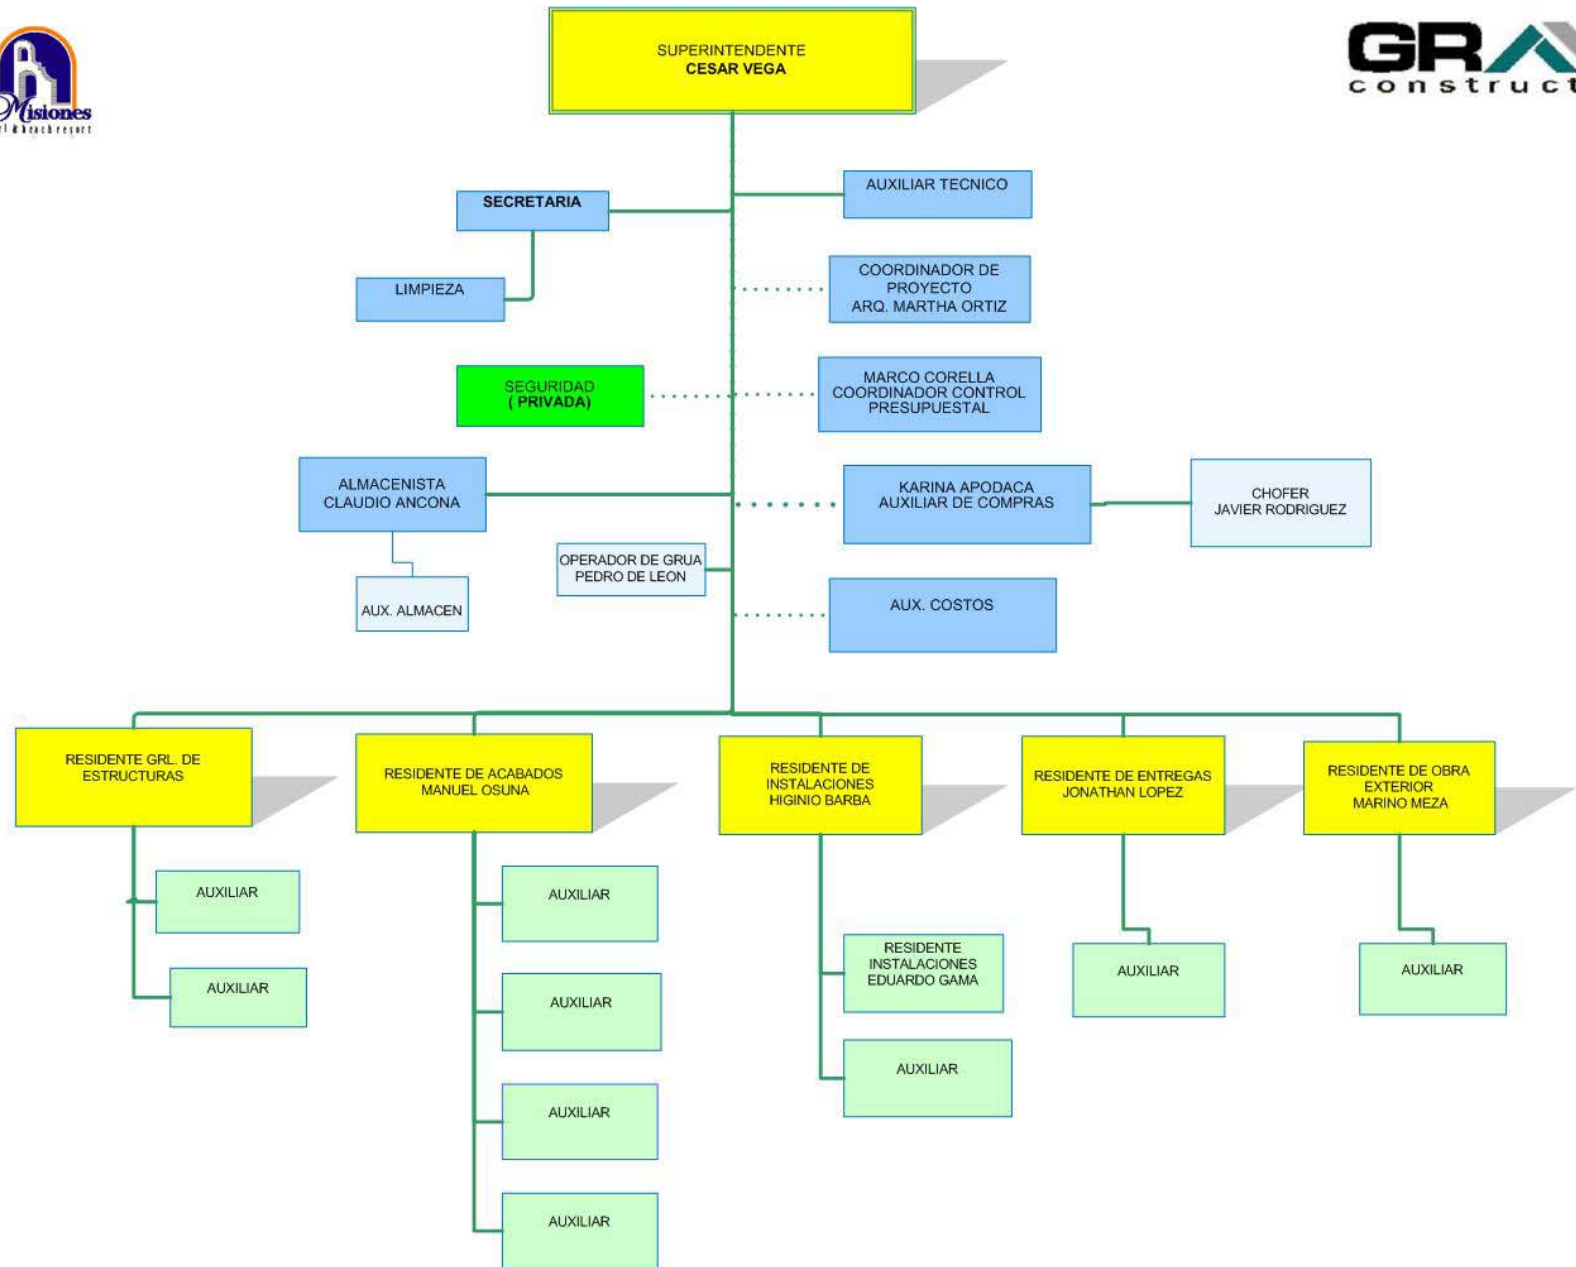 SUPERINTENDENTE
CESAR VEGA
GRA
construct
Misiones
beach resort
SECRETARIA
AUXILIAR TECNICO
LIMPIEZA
COORDINADOR DE
PROYECTO
ARQ. MARTHA ORTIZ
SEGURIDAD
( PRIVADA)
MARCO CORELLA
COORDINADOR CONTROL
PRESUPUESTAL
ALMACENISTA
CLAUDIO ANCONA
KARINA APODACA
AUXILIAR DE COMPRAS
CHOFER
JAVIER RODRIGUEZ
OPERADOR DE GRUA
PEDRO DE LEON
AUX. ALMACEN
AUX. COSTOS
RESIDENTE GRL. DE
ESTRUCTURAS
RESIDENTE DE ACABADOS
MANUEL OSUNA
RESIDENTE DE
INSTALACIONES
HIGINIO BARBA
RESIDENTE DE ENTREGAS
JONATHAN LOPEZ
RESIDENTE DE OBRA
EXTERIOR
MARINO MEZA
AUXILIAR
AUXILIAR
AUXILIAR
AUXILIAR
AUXILIAR
AUXILIAR
RESIDENTE
INSTALACIONES
EDUARDO GAMA
AUXILIAR
AUXILIAR
AUXILIAR